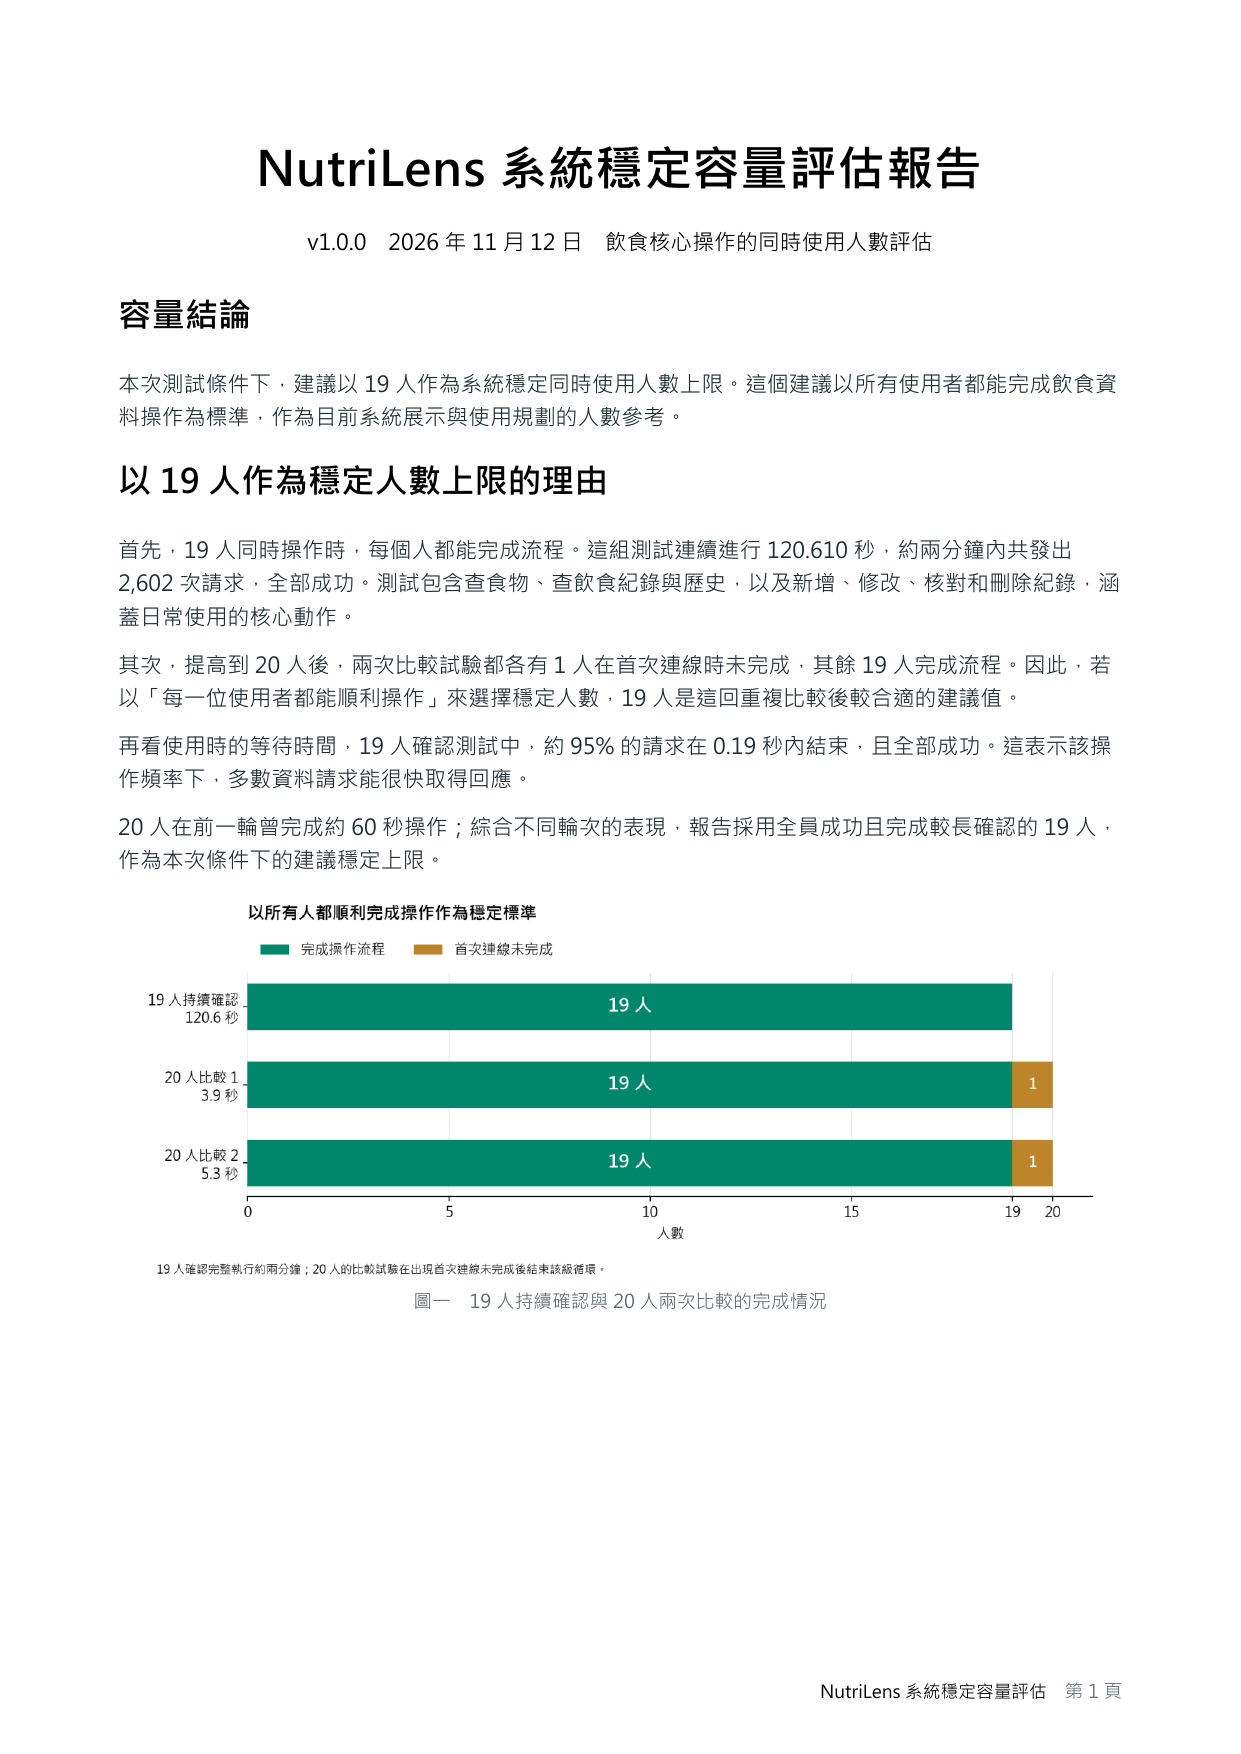 NutriLens 系統穩定容量評估報告
v1.0.0 2026 年 11 月 12 日 飲食核心操作的同時使用人數評估
容量結論
本次測試條件下，建議以 19 人作為系統穩定同時使用人數上限。這個建議以所有使用者都能完成飲食資
料操作為標準，作為目前系統展示與使用規劃的人數參考。
以 19 人作為穩定人數上限的理由
首先，19 人同時操作時，每個人都能完成流程。這組測試連續進行 120.610 秒，約兩分鐘內共發出
2,602 次請求，全部成功。測試包含查食物、查飲食紀錄與歷史，以及新增、修改、核對和刪除紀錄，涵
蓋日常使用的核心動作。
其次，提高到 20 人後，兩次比較試驗都各有 1 人在首次連線時未完成，其餘 19 人完成流程。因此，若
以「每一位使用者都能順利操作」來選擇穩定人數，19 人是這回重複比較後較合適的建議值。
再看使用時的等待時間，19 人確認測試中，約 95% 的請求在 0.19 秒內結束，且全部成功。這表示該操
作頻率下，多數資料請求能很快取得回應。
20 人在前一輪曾完成約 60 秒操作；綜合不同輪次的表現，報告採用全員成功且完成較長確認的 19 人，
作為本次條件下的建議穩定上限。
以所有人都順利完成操作作為穩定標準
完成操作流程 首次連線未完成
19 人持續確認
120.6 秒
19 人
20 人比較 1
3.9 秒
19 人 1
20 人比較 2
5.3 秒
19 人 1
0 5 10 15 19 20
人數
19 人確認完整執行約兩分鐘；20 人的比較試驗在出現首次連線未完成後結束該級循環。
圖一 19 人持續確認與 20 人兩次比較的完成情況
NutriLens 系統穩定容量評估 第 1 頁